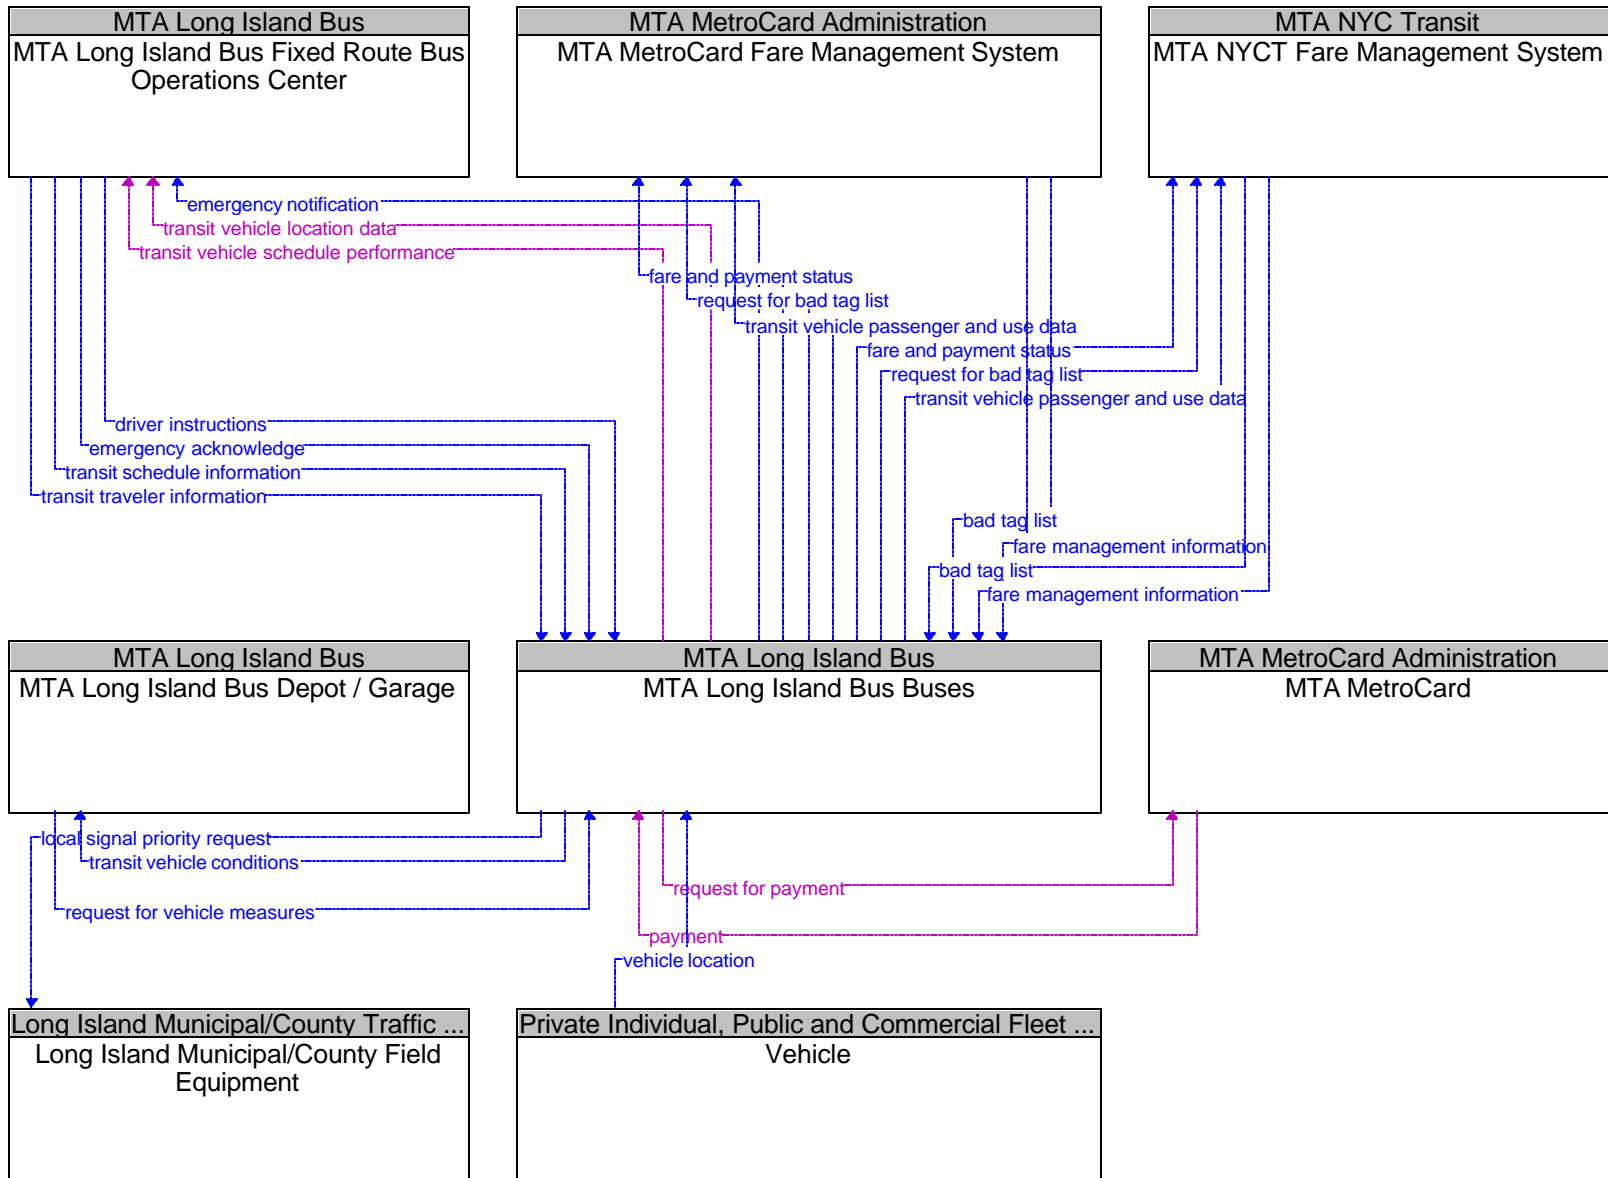 MTA Long Island Bus
MTA Long Island Bus Fixed Route Bus
Operations Center
MTA MetroCard Administration
MTA MetroCard Fare Management System
MTA NYC Transit
MTA NYCT Fare Management System
emergency notification
transit vehicle location data
transit vehicle schedule performance
fare and payment status
request for bad tag list
transit vehicle passenger and use data
fare and payment status
request for bad tag list
transit vehicle passenger and use data
driver instructions
emergency acknowledge
transit schedule information
transit traveler information
bad tag list
fare management information
bad tag list
fare management information
MTA Long Island Bus
MTA Long Island Bus Depot / Garage
MTA Long Island Bus
MTA Long Island Bus Buses
MTA MetroCard Administration
MTA MetroCard
local signal priority request
transit vehicle conditions
request for vehicle measures
request for payment
payment
vehicle location
Long Island Municipal/County Traffic ...
Long Island Municipal/County Field
Equipment
Private Individual, Public and Commercial Fleet ...
Vehicle